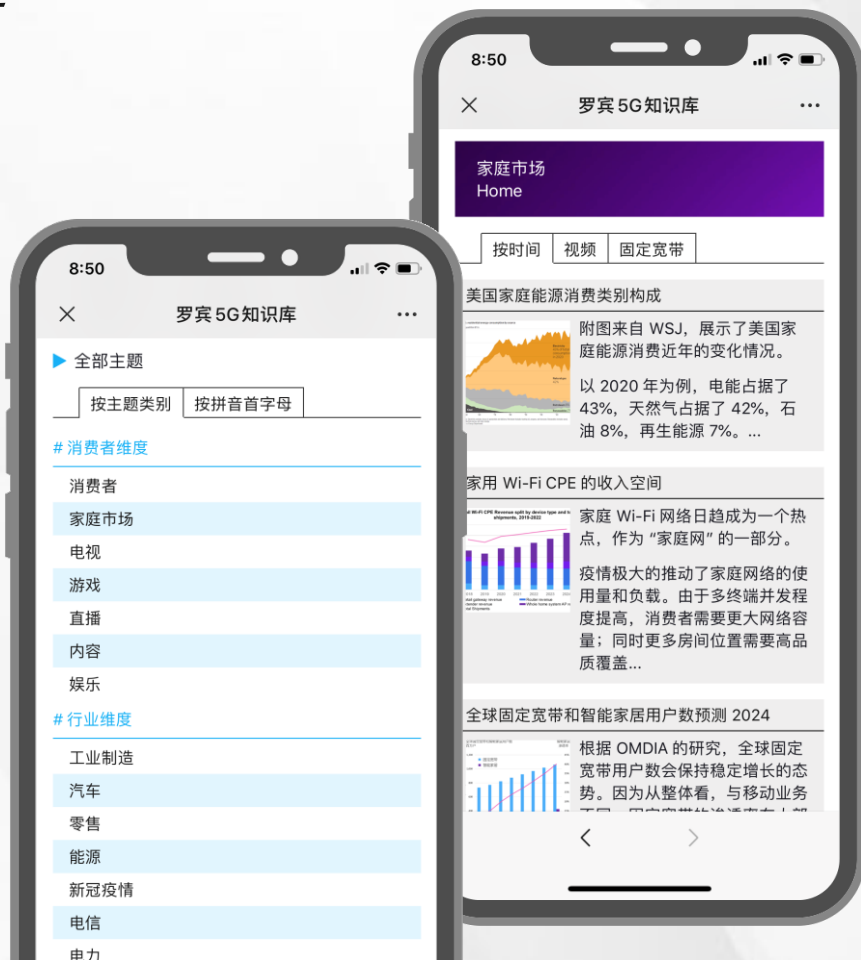 8:50
罗宾5G知识库
全部主题
按主题类别
按拼音首字母
# 消费者维度
消费者
家庭市场
电视
游戏
直播
内容
娱乐
# 行业维度
工业制造
汽车
零售
能源
新冠疫情
电信
电力
8:50
罗宾5G知识库
家庭市场
Home
按时间
视频
固定宽带
美国家庭能源消费类别构成
附图来自 WSJ，展示了美国家
庭能源消费近年的变化情况。
以 2020 年为例，电能占据了
43%，天然气占据了 42%，石
油 8%，再生能源 7%。...
家用 Wi-Fi CPE 的收入空间
家庭 Wi-Fi 网络日趋成为一个热
点，作为 “家庭网” 的一部分。
疫情极大的推动了家庭网络的使
用量和负载。由于多终端并发程
度提高，消费者需要更大网络容
量；同时更多房间位置需要高品
质覆盖...
全球固定宽带和智能家居用户数预测 2024
根据 OMDIA 的研究，全球固定
宽带用户数会保持稳定增长的态
势。因为从整体看，与移动业务